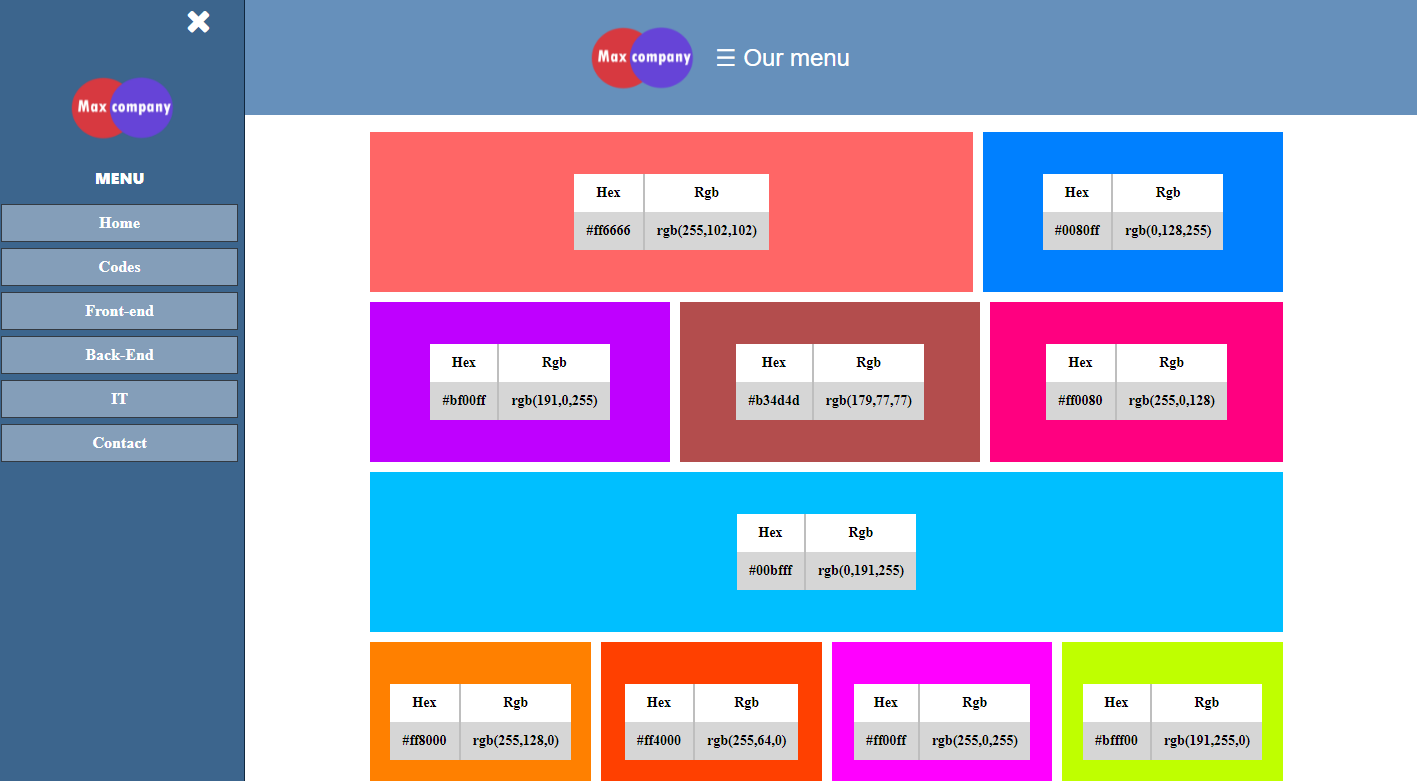 ✖
Max company
MENU
Home
Codes
Front-end
Back-End
IT
Contact
Max company
☰ Our menu
Hex Rgb
#ff6666 rgb(255,102,102)
Hex Rgb
#0080ff rgb(0,128,255)
Hex Rgb
#bf00ff rgb(191,0,255)
Hex Rgb
#b34d4d rgb(179,77,77)
Hex Rgb
#ff0080 rgb(255,0,128)
Hex Rgb
#00bfff rgb(0,191,255)
Hex Rgb
#ff8000 rgb(255,128,0)
Hex Rgb
#ff4000 rgb(255,64,0)
Hex Rgb
#ff00ff rgb(255,0,255)
Hex Rgb
#bfff00 rgb(191,255,0)